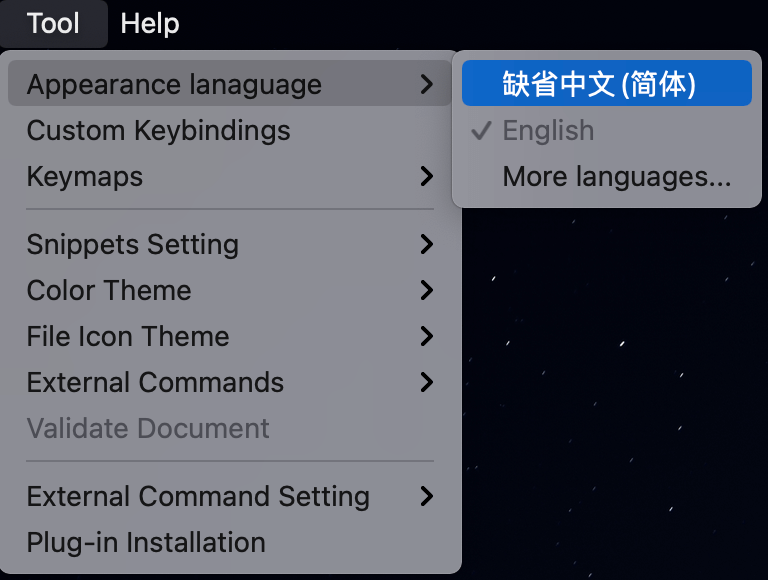 Tool Help
Appearance lanaguage
缺省中文(简体)
Custom Keybindings
English
Keymaps
More languages...
Snippets Setting
Color Theme
File Icon Theme
External Commands
Validate Document
External Command Setting
Plug-in Installation